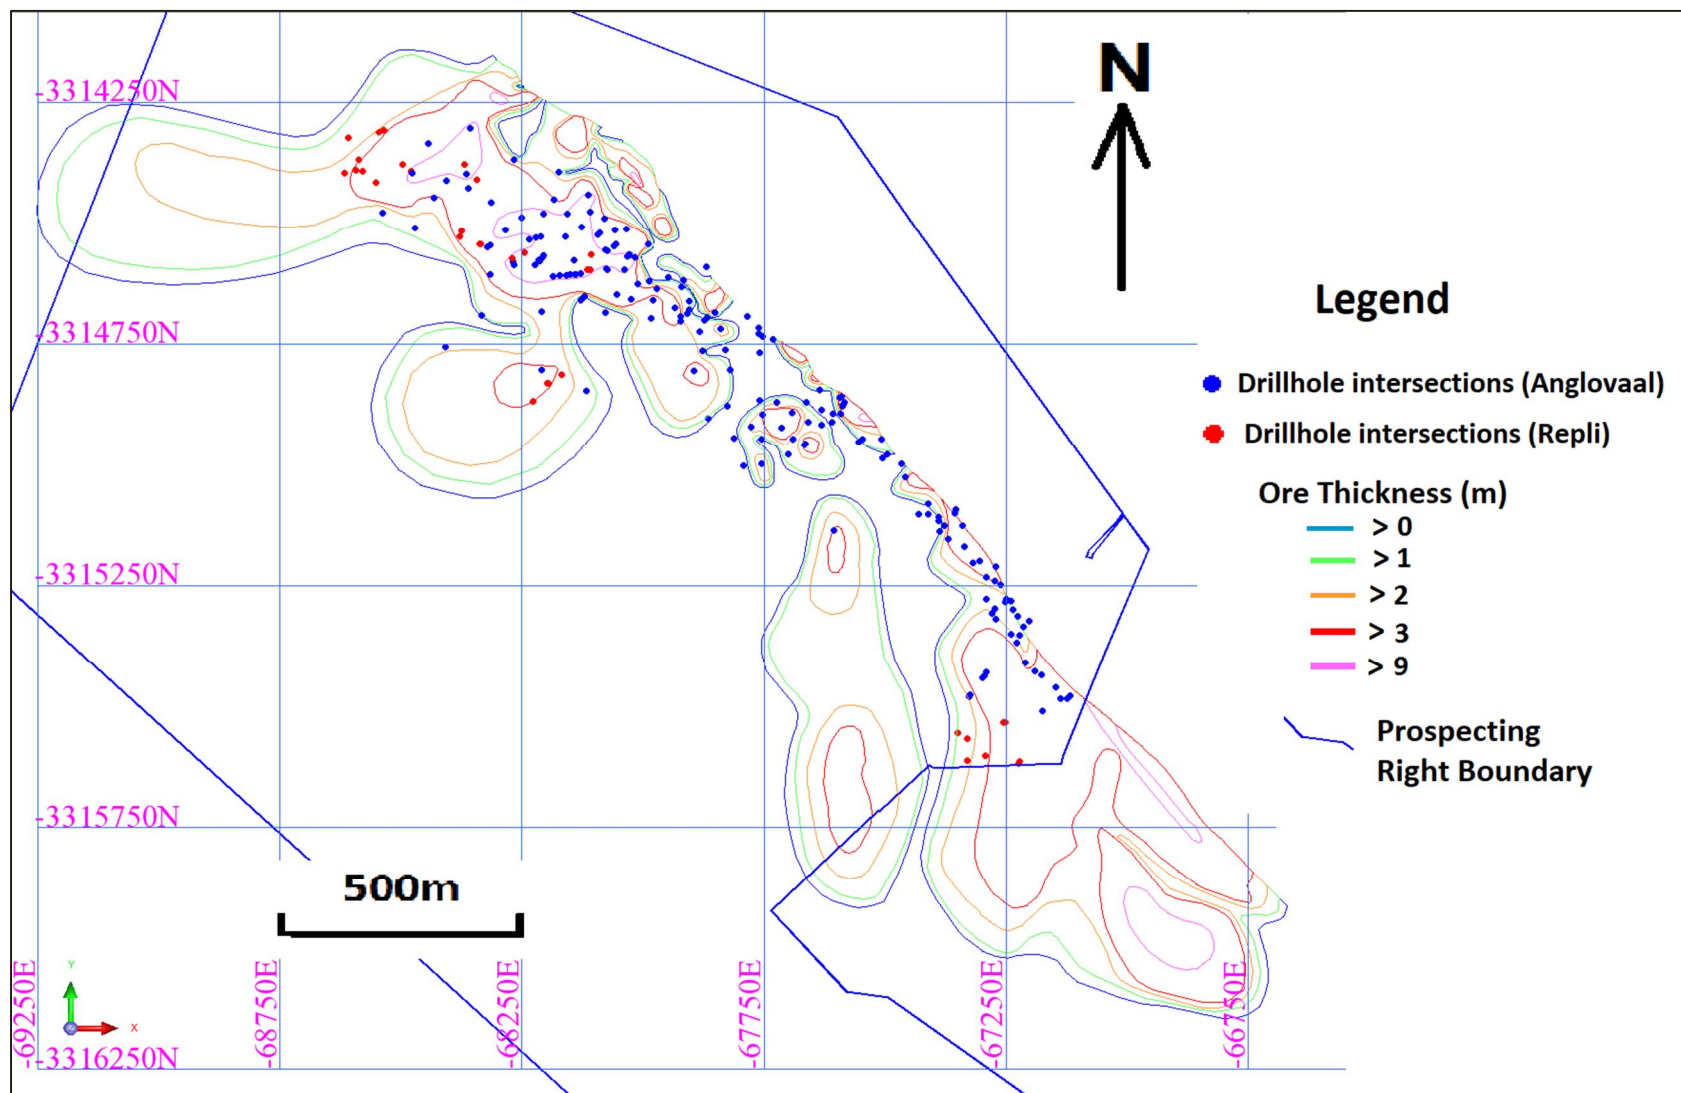 N
-3314250N
-3314750N
-3315250N
-3315750N
-3316250N
-69250E
-68750E
-68250E
-67750E
-67250E
-66750E
500m
Y
X
Legend
Drillhole intersections (Anglovaal)
Drillhole intersections (Repli)
Ore Thickness (m)
> 0
> 1
> 2
> 3
> 9
Prospecting
Right Boundary